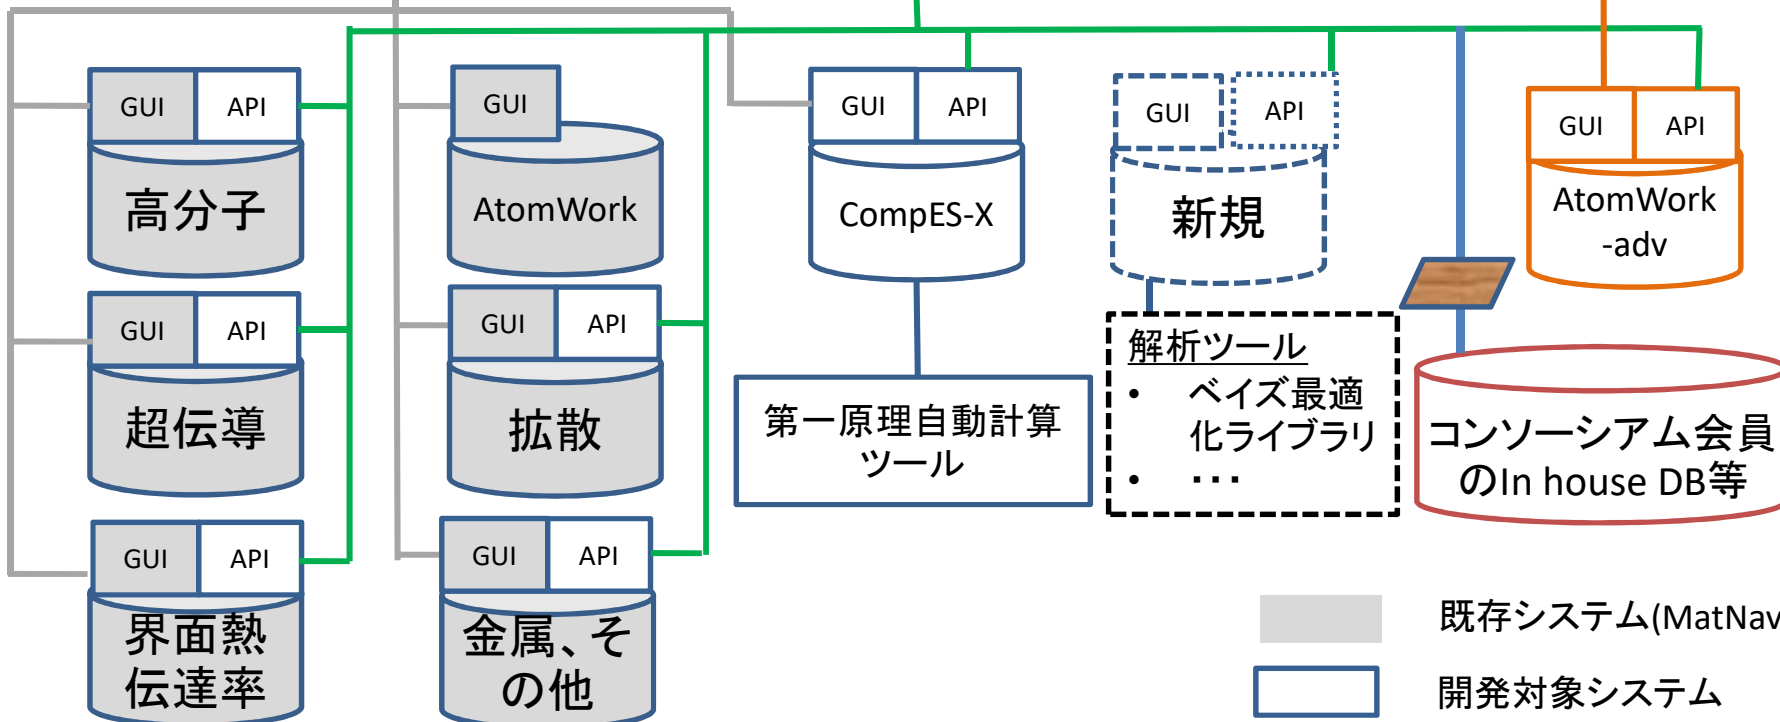 GUI API
高分子
GUI
AtomWork
GUI API
CompES-X
GUI API
新規
GUI API
AtomWork
-adv
GUI API
超伝導
GUI API
拡散
第一原理自動計算
ツール
解析ツール
• ベイズ最適
化ライブラリ
• ・・・
コンソーシアム会員
のIn house DB等
GUI API
界面熱
伝達率
GUI API
金属、そ
の他
既存システム(MatNav
開発対象システム